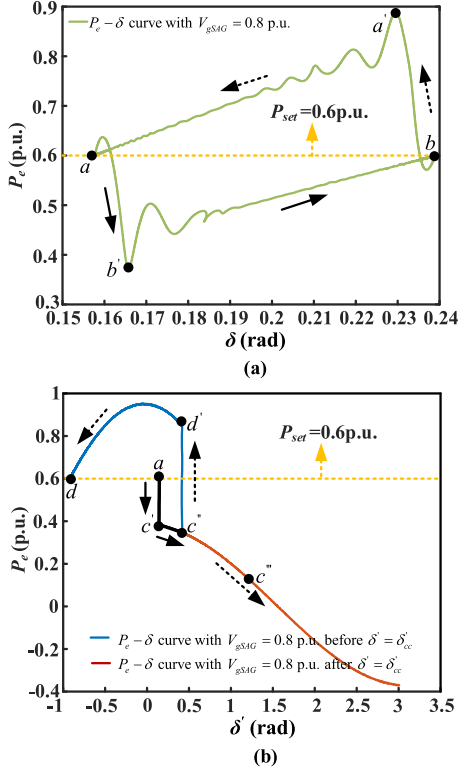 P_e − δ curve with V_gSAG = 0.8 p.u.
a'
0.9
0.8
0.7
P_set=0.6p.u.
P_e (p.u.)
0.6
a
b
0.5
0.4
b'
0.3
0.15 0.16 0.17 0.18 0.19 0.20 0.21 0.22 0.23 0.24
δ (rad)
(a)
1
0.8
d'
P_set=0.6p.u.
P_e (p.u.)
0.6
d
a
0.4
c' c''
0.2
c'''
0
P_e − δ curve with V_gSAG = 0.8 p.u. before δ' = δ'_cc
-0.2
P_e − δ curve with V_gSAG = 0.8 p.u. after δ' = δ'_cc
-0.4
-1 -0.5 0 0.5 1 1.5 2 2.5 3 3.5
δ' (rad)
(b)